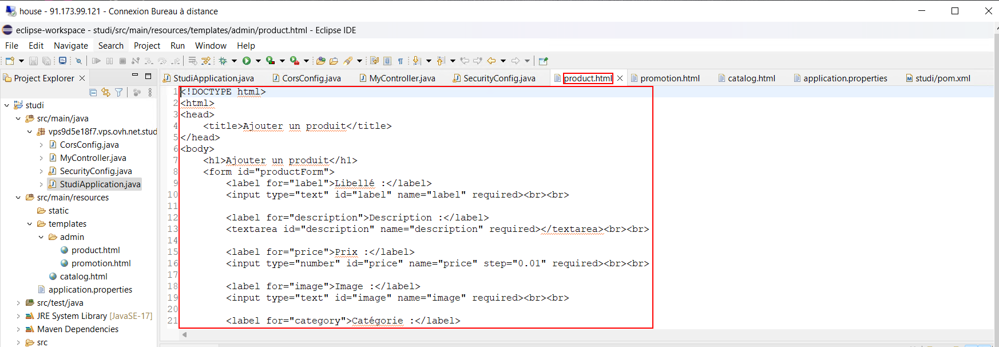 house - 91.173.99.121 - Connexion Bureau à distance
eclipse-workspace - studi/src/main/resources/templates/admin/product.html - Eclipse IDE
File Edit Navigate Search Project Run Window Help
Project Explorer
StudiApplication.java CorsConfig.java MyController.java SecurityConfig.java product.html promotion.html catalog.html application.properties studi/pom.xml
studi
src/main/java
vps9d5e18f7.vps.ovh.net.stud
CorsConfig.java
MyController.java
SecurityConfig.java
StudiApplication.java
src/main/resources
static
templates
admin
product.html
promotion.html
catalog.html
application.properties
src/test/java
JRE System Library [JavaSE-17]
Maven Dependencies
src
1 <!DOCTYPE html>
2 <html>
3 <head>
4 <title>Ajouter un produit</title>
5 </head>
6 <body>
7 <h1>Ajouter un produit</h1>
8 <form id="productForm">
9 <label for="label">Libellé :</label>
10 <input type="text" id="label" name="label" required><br><br>
11
12 <label for="description">Description :</label>
13 <textarea id="description" name="description" required></textarea><br><br>
14
15 <label for="price">Prix :</label>
16 <input type="number" id="price" name="price" step="0.01" required><br><br>
17
18 <label for="image">Image :</label>
19 <input type="text" id="image" name="image" required><br><br>
20
21 <label for="category">Catégorie :</label>